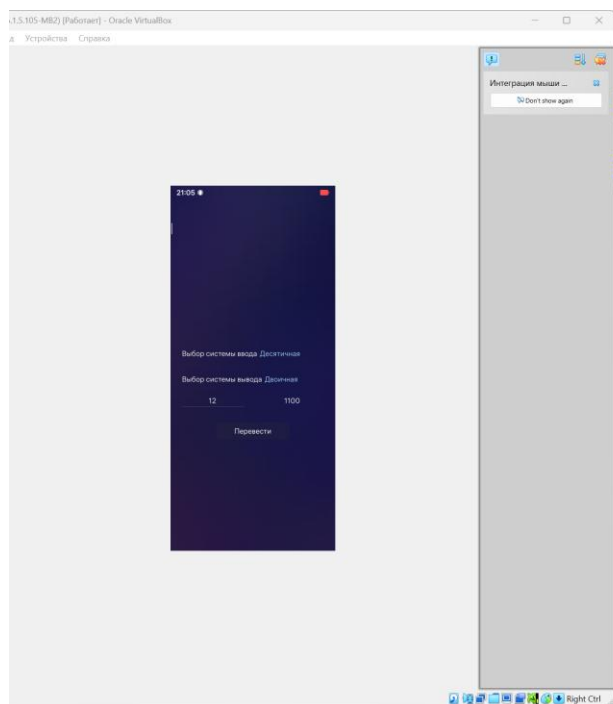 .1.5.105-MB2) [Работает] - Oracle VirtualBox
д Устройства Справка
Интеграция мыши ...
Don't show again
21:05
Выбор системы ввода Десятичная
Выбор системы вывода Двоичная
12 1100
Перевести
Right Ctrl